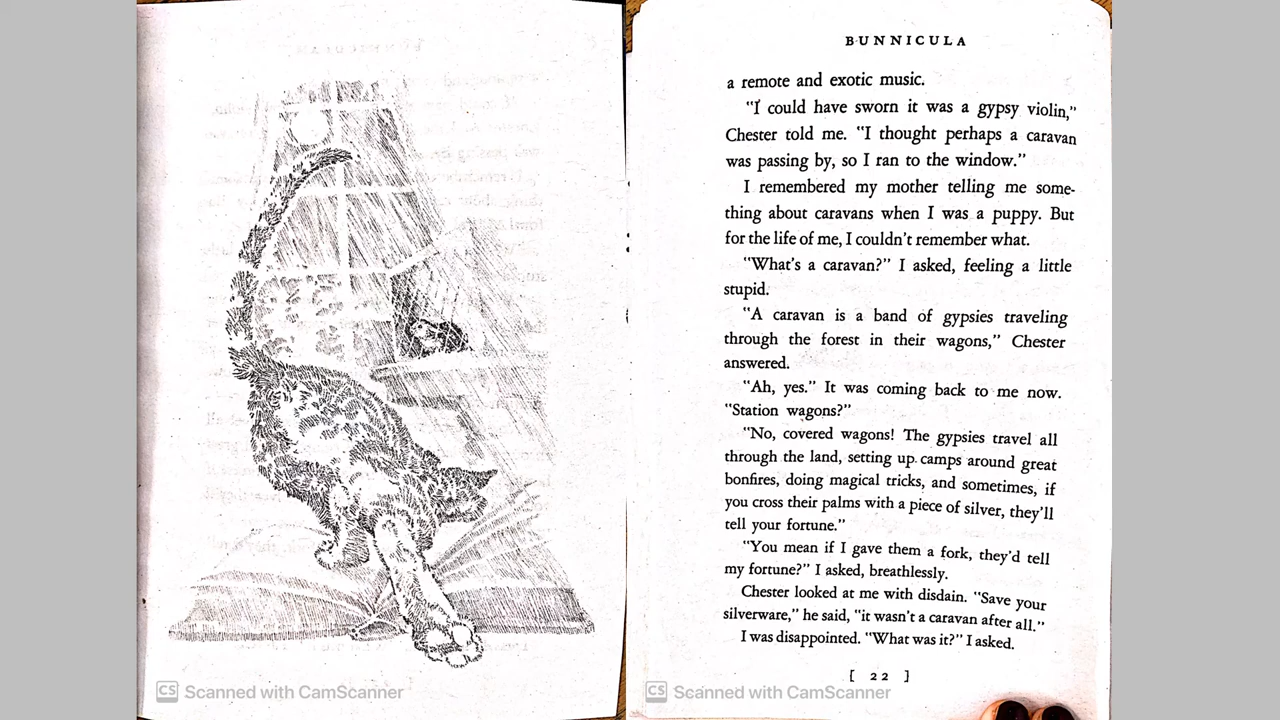 BUNNICULA
a remote and exotic music.
"I could have sworn it was a gypsy violin,"
Chester told me. "I thought perhaps a caravan
was passing by, so I ran to the window."
I remembered my mother telling me some-
thing about caravans when I was a puppy. But
for the life of me, I couldn't remember what.
"What's a caravan?" I asked, feeling a little
stupid.
"A caravan is a band of gypsies traveling
through the forest in their wagons," Chester
answered.
"Ah, yes." It was coming back to me now.
"Station wagons?"
"No, covered wagons! The gypsies travel all
through the land, setting up camps around great
bonfires, doing magical tricks, and sometimes, if
you cross their palms with a piece of silver, they'll
tell your fortune."
"You mean if I gave them a fork, they'd tell
my fortune?" I asked, breathlessly.
Chester looked at me with disdain. "Save your
silverware," he said, "it wasn't a caravan after all."
I was disappointed. "What was it?" I asked.
[ 22 ]
CS Scanned with CamScanner
CS Scanned with CamScanner